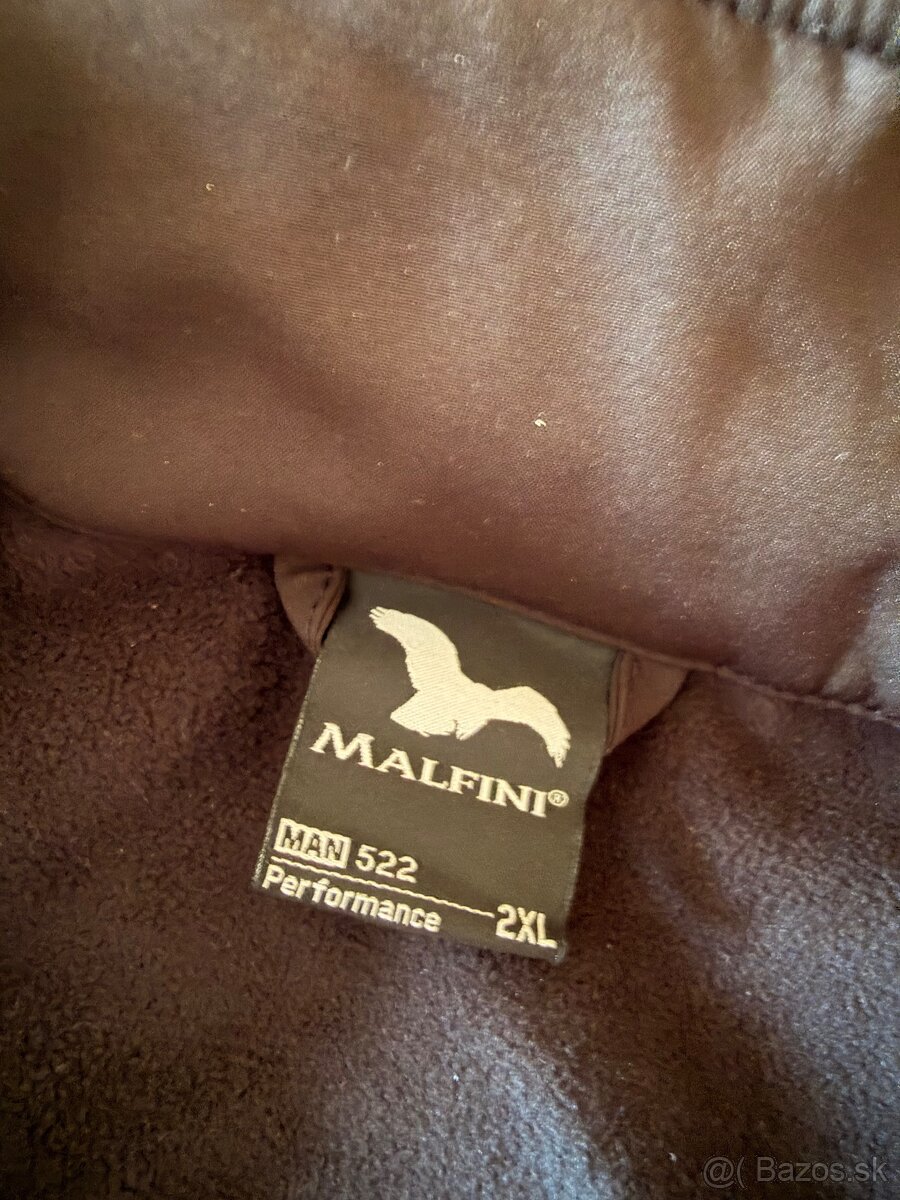 MALFINI®
MAN 522
Performance 2XL
@( Bazos.sk